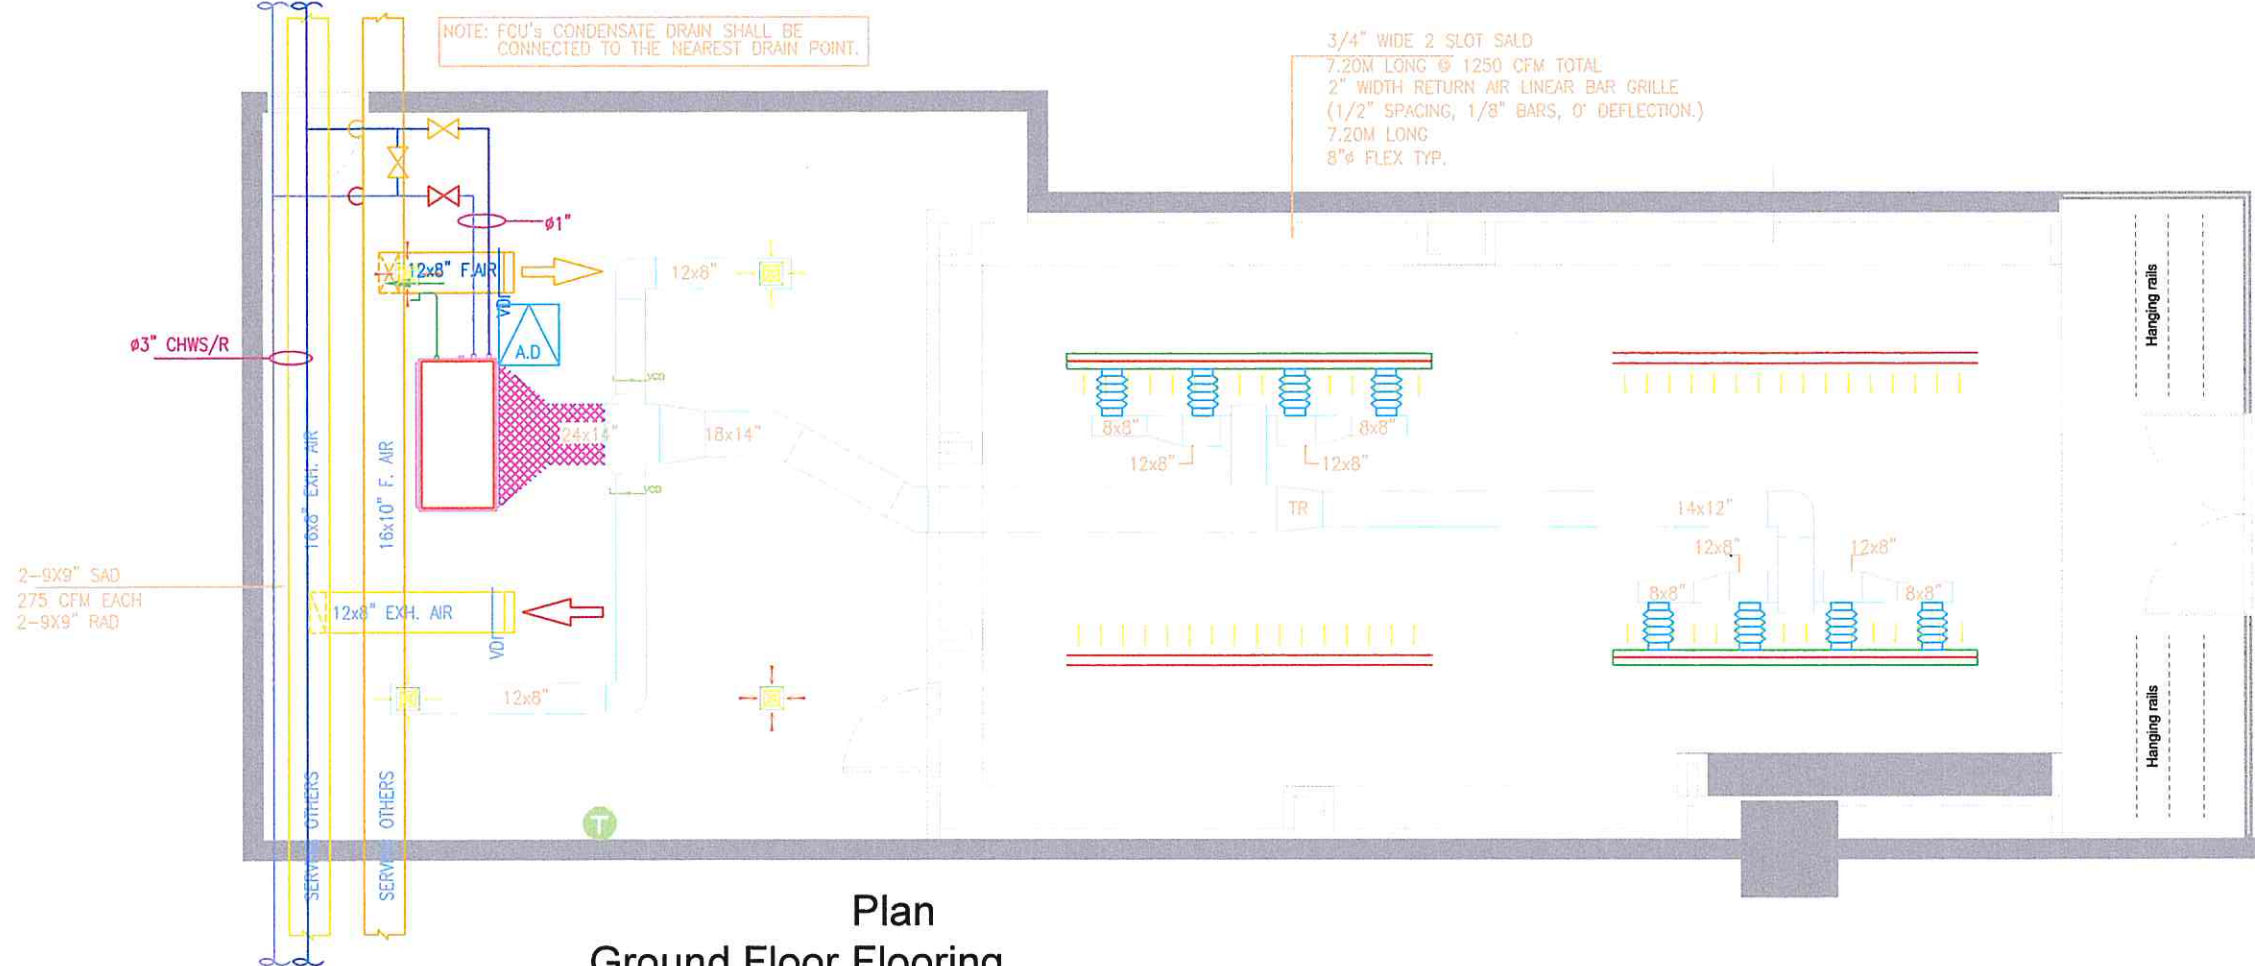 NOTE: FCU's CONDENSATE DRAIN SHALL BE
CONNECTED TO THE NEAREST DRAIN POINT.
3/4" WIDE 2 SLOT SALD
7.20M LONG @ 1250 CFM TOTAL
2" WIDTH RETURN AIR LINEAR BAR GRILLE
(1/2" SPACING, 1/8" BARS, 0' DEFLECTION.)
7.20M LONG
8"ø FLEX TYP.
ø1"
12x8" F.AIR
12x8"
VD
A.D
ø3" CHWS/R
VCD
24x14"
18x14"
8x8"
8x8"
12x8"
12x8"
16x8" EXH. AIR
16x10" F. AIR
VCD
TR
14x12"
12x8"
12x8"
8x8"
8x8"
2-9X9" SAD
275 CFM EACH
2-9X9" RAD
12x8" EXH. AIR
VD
12x8"
Hanging rails
Hanging rails
OTHERS
OTHERS
T
Plan
Ground Floor Flooring